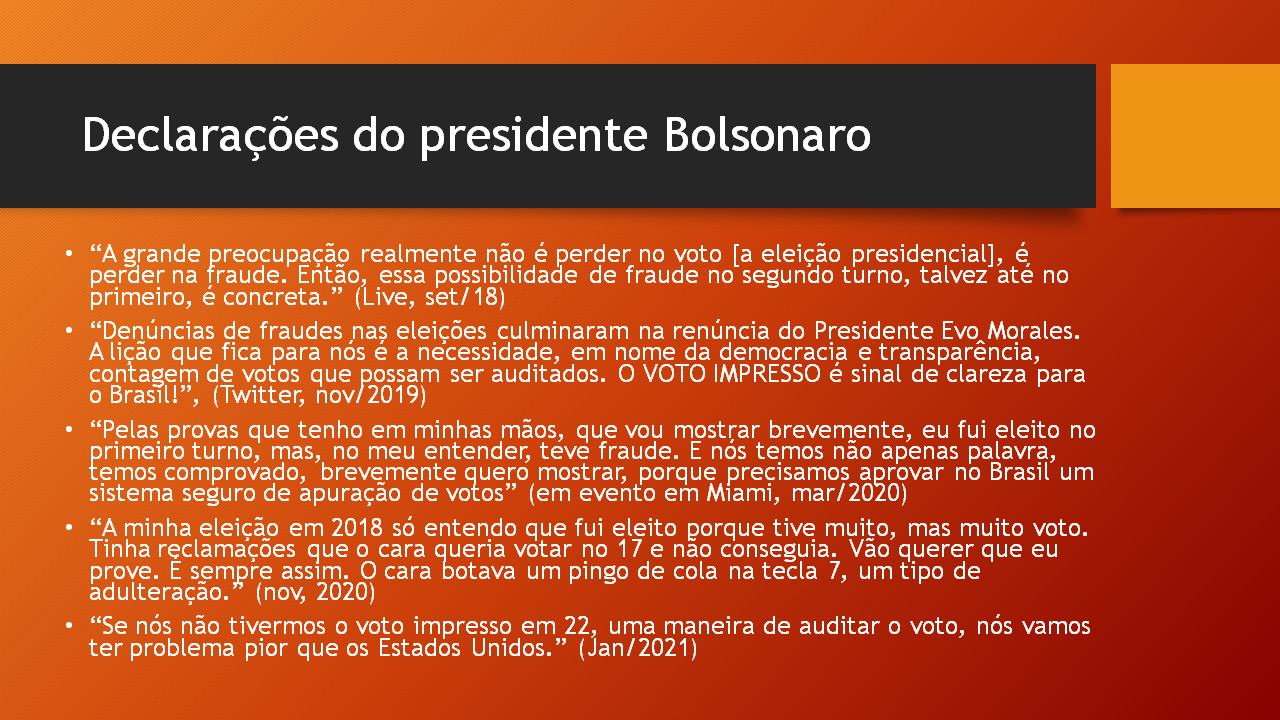 Declarações do presidente Bolsonaro
• “A grande preocupação realmente não é perder no voto [a eleição presidencial], é
perder na fraude. Então, essa possibilidade de fraude no segundo turno, talvez até no
primeiro, é concreta.” (Live, set/18)
• “Denúncias de fraudes nas eleições culminaram na renúncia do Presidente Evo Morales.
A lição que fica para nós é a necessidade, em nome da democracia e transparência,
contagem de votos que possam ser auditados. O VOTO IMPRESSO é sinal de clareza para
o Brasil!”, (Twitter, nov/2019)
• “Pelas provas que tenho em minhas mãos, que vou mostrar brevemente, eu fui eleito no
primeiro turno, mas, no meu entender, teve fraude. E nós temos não apenas palavra,
temos comprovado, brevemente quero mostrar, porque precisamos aprovar no Brasil um
sistema seguro de apuração de votos” (em evento em Miami, mar/2020)
• “A minha eleição em 2018 só entendo que fui eleito porque tive muito, mas muito voto.
Tinha reclamações que o cara queria votar no 17 e não conseguia. Vão querer que eu
prove. É sempre assim. O cara botava um pingo de cola na tecla 7, um tipo de
adulteração.” (nov, 2020)
• “Se nós não tivermos o voto impresso em 22, uma maneira de auditar o voto, nós vamos
ter problema pior que os Estados Unidos.” (Jan/2021)